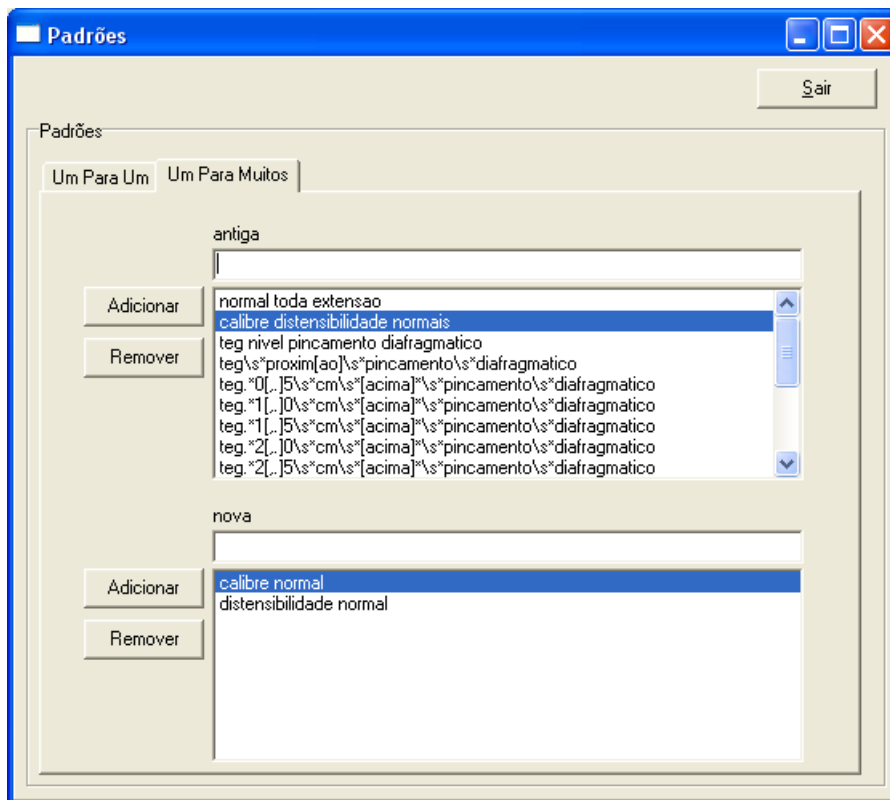 Padrões
Sair
Padrões
Um Para Um
Um Para Muitos
antiga
Adicionar
Remover
normal toda extensao
calibre distensibilidade normais
teg nivel pincamento diafragmatico
teg\s*proxim[ao]\s*pincamento\s*diafragmatico
teg.*0[,.]5\s*cm\s*[acima]*\s*pincamento\s*diafragmatico
teg.*1[,.]0\s*cm\s*[acima]*\s*pincamento\s*diafragmatico
teg.*1[,.]5\s*cm\s*[acima]*\s*pincamento\s*diafragmatico
teg.*2[,.]0\s*cm\s*[acima]*\s*pincamento\s*diafragmatico
teg.*2[,.]5\s*cm\s*[acima]*\s*pincamento\s*diafragmatico
nova
Adicionar
Remover
calibre normal
distensibilidade normal